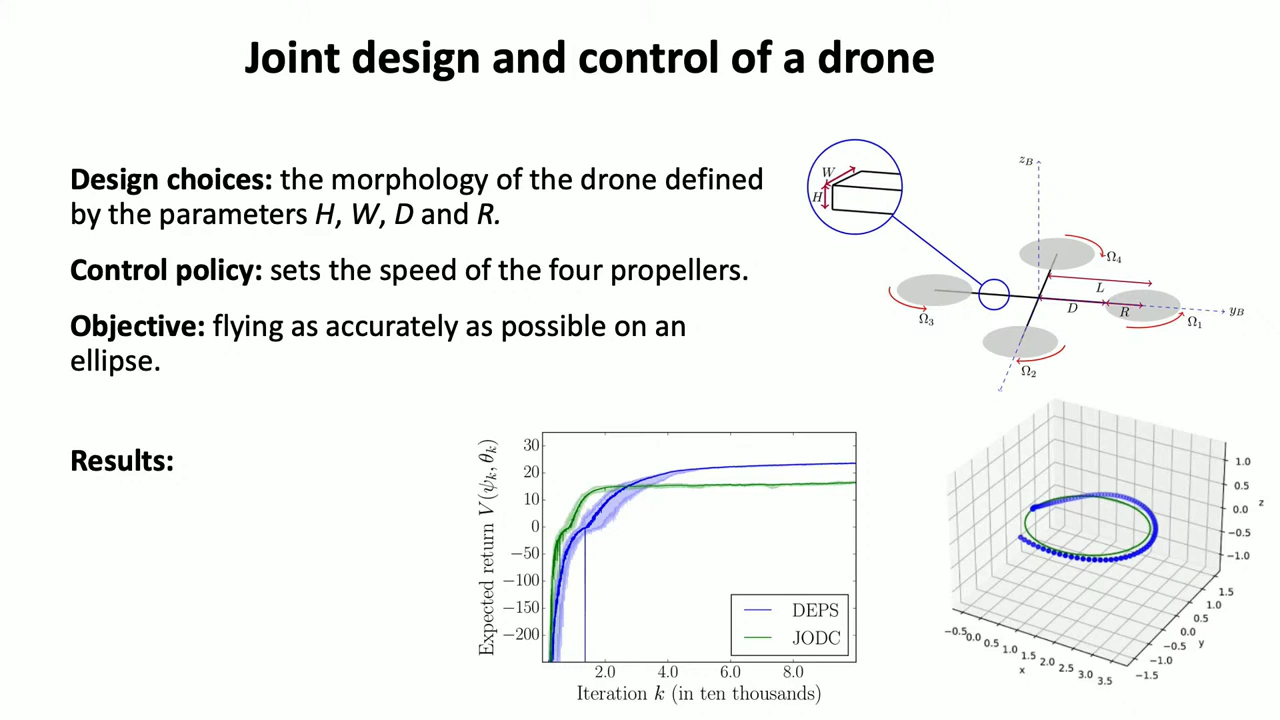 Joint design and control of a drone
Design choices: the morphology of the drone defined
by the parameters H, W, D and R.
Control policy: sets the speed of the four propellers.
Objective: flying as accurately as possible on an
ellipse.
Results:
W
H
z_B
Ω₄
L
D
R
y_B
Ω₁
Ω₃
Ω₂
Expected return V(ψ_k, θ_k)
30
20
10
0
−50
−100
−150
−200
DEPS
JODC
2.0 4.0 6.0 8.0
Iteration k (in ten thousands)
1.0
0.5
0.0
−0.5
−1.0
z
1.5
1.0
0.5
0.0
−0.5
−1.0
−1.5
y
−0.5 0.0 0.5 1.0 1.5 2.0 2.5 3.0 3.5
x